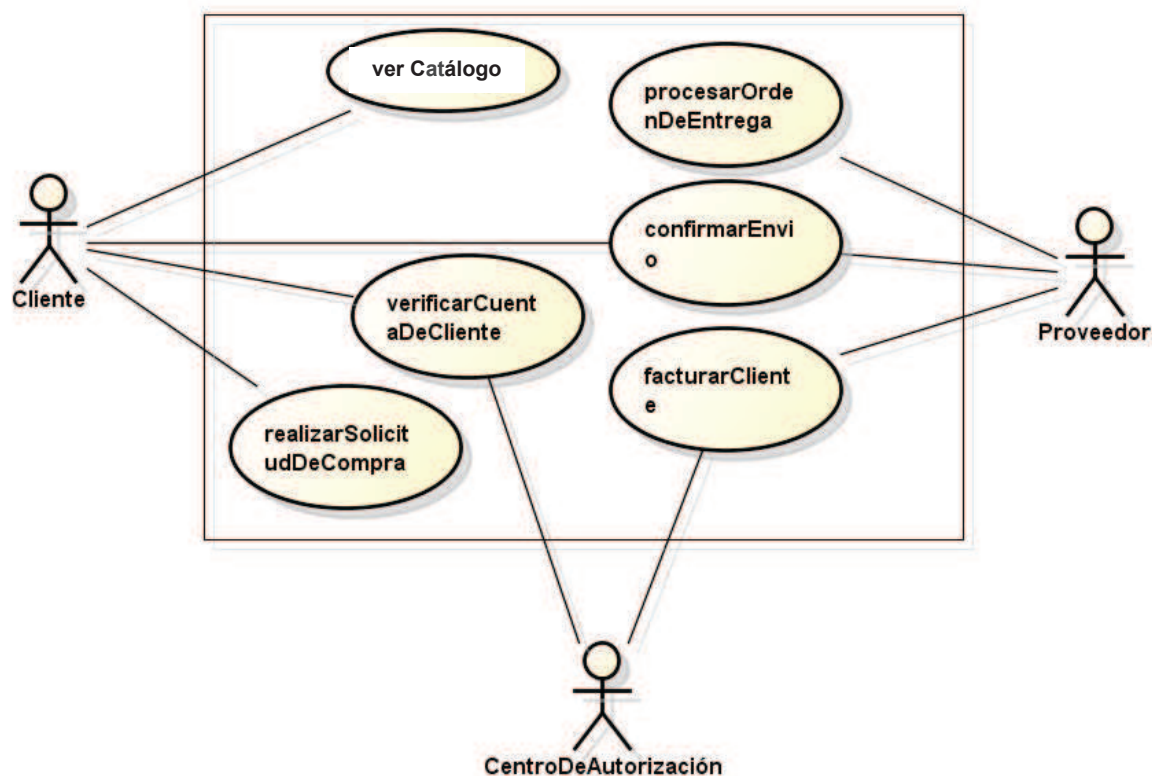 ver Catálogo
procesarOrde
nDeEntrega
confirmarEnvi
o
Cliente
verificarCuent
aDeCliente
Proveedor
facturarClient
e
realizarSolicit
udDeCompra
CentroDeAutorización